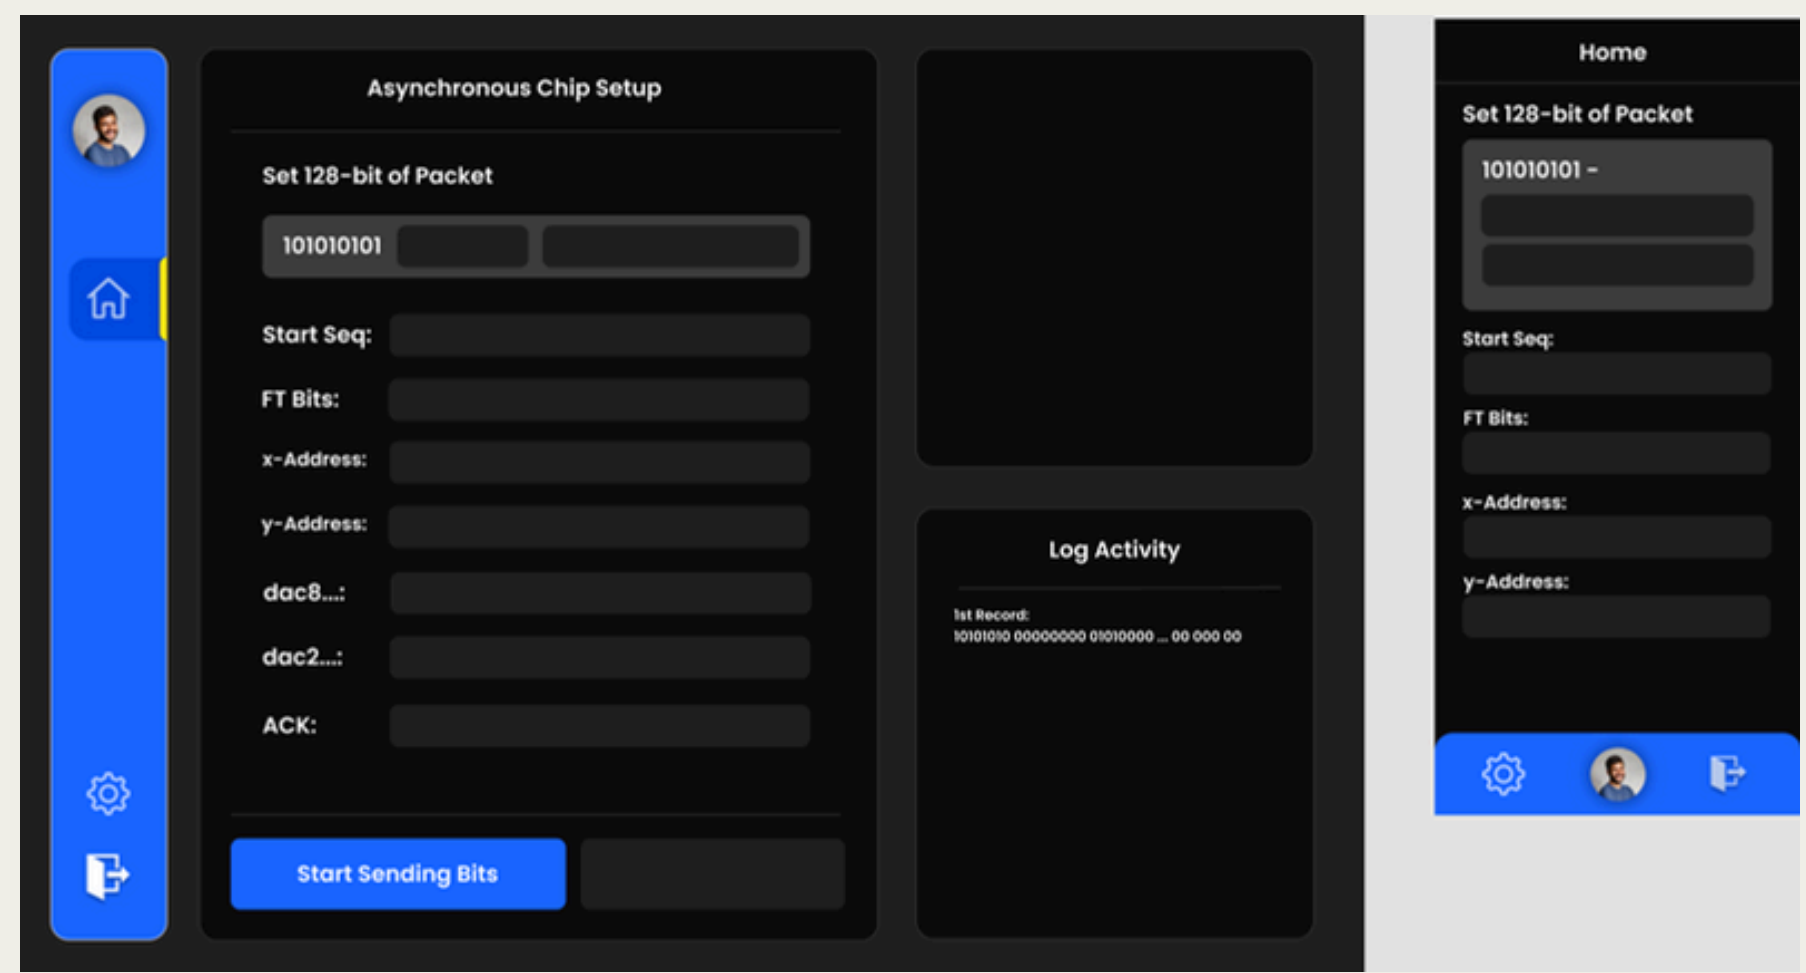 Asynchronous Chip Setup
Set 128-bit of Packet
101010101
Start Seq:
FT Bits:
x-Address:
y-Address:
dac8...:
dac2...:
ACK:
Start Sending Bits
Log Activity
1st Record:
10101010 00000000 01010000 ... 00 000 00
Home
Set 128-bit of Packet
101010101 -
Start Seq:
FT Bits:
x-Address:
y-Address: